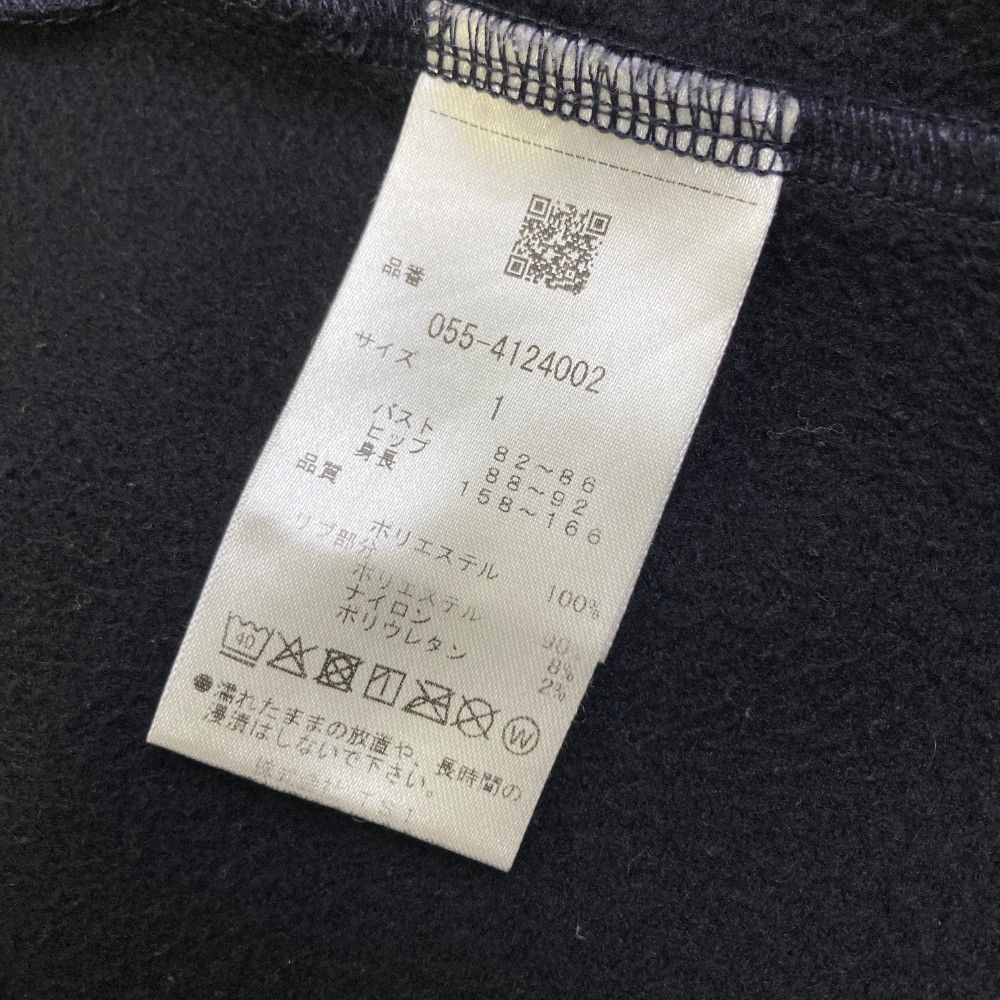 品番
055-4124002
サイズ
1
バスト 82～86
ヒップ 88～92
身長 158～166
品質
ポリエステル 100%
リブ部分
ポリエステル 90%
ナイロン 8%
ポリウレタン 2%
40
W
●濡れたままの放置や、長時間の
浸漬はしないで下さい。